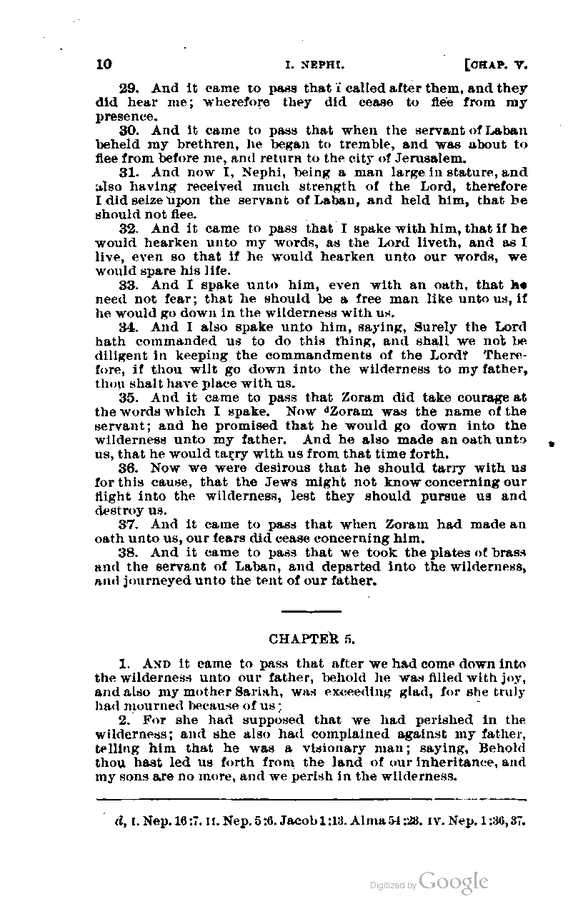 10 I. NEPHI. [CHAP. V.
29. And it came to pass that I called after them, and they
did hear me; wherefore they did cease to flee from my
presence.
30. And it came to pass that when the servant of Laban
beheld my brethren, he began to tremble, and was about to
flee from before me, and return to the city of Jerusalem.
31. And now I, Nephi, being a man large in stature, and
also having received much strength of the Lord, therefore
I did seize upon the servant of Laban, and held him, that he
should not flee.
32. And it came to pass that I spake with him, that if he
would hearken unto my words, as the Lord liveth, and as I
live, even so that if he would hearken unto our words, we
would spare his life.
33. And I spake unto him, even with an oath, that he
need not fear; that he should be a free man like unto us, if
he would go down in the wilderness with us.
34. And I also spake unto him, saying, Surely the Lord
hath commanded us to do this thing, and shall we not be
diligent in keeping the commandments of the Lord? There-
fore, if thou wilt go down into the wilderness to my father,
thou shalt have place with us.
35. And it came to pass that Zoram did take courage at
the words which I spake. Now dZoram was the name of the
servant; and he promised that he would go down into the
wilderness unto my father. And he also made an oath unto
us, that he would tarry with us from that time forth.
36. Now we were desirous that he should tarry with us
for this cause, that the Jews might not know concerning our
flight into the wilderness, lest they should pursue us and
destroy us.
37. And it came to pass that when Zoram had made an
oath unto us, our fears did cease concerning him.
38. And it came to pass that we took the plates of brass
and the servant of Laban, and departed into the wilderness,
and journeyed unto the tent of our father.
CHAPTER 5.
1. AND it came to pass that after we had come down into
the wilderness unto our father, behold he was filled with joy,
and also my mother Sariah, was exceeding glad, for she truly
had mourned because of us;
2. For she had supposed that we had perished in the
wilderness; and she also had complained against my father,
telling him that he was a visionary man; saying, Behold
thou hast led us forth from the land of our inheritance, and
my sons are no more, and we perish in the wilderness.
d, I. Nep. 16:7. II. Nep. 5:6. Jacob 1:13. Alma 54:23. IV. Nep. 1:36, 37.
Digitized by Google